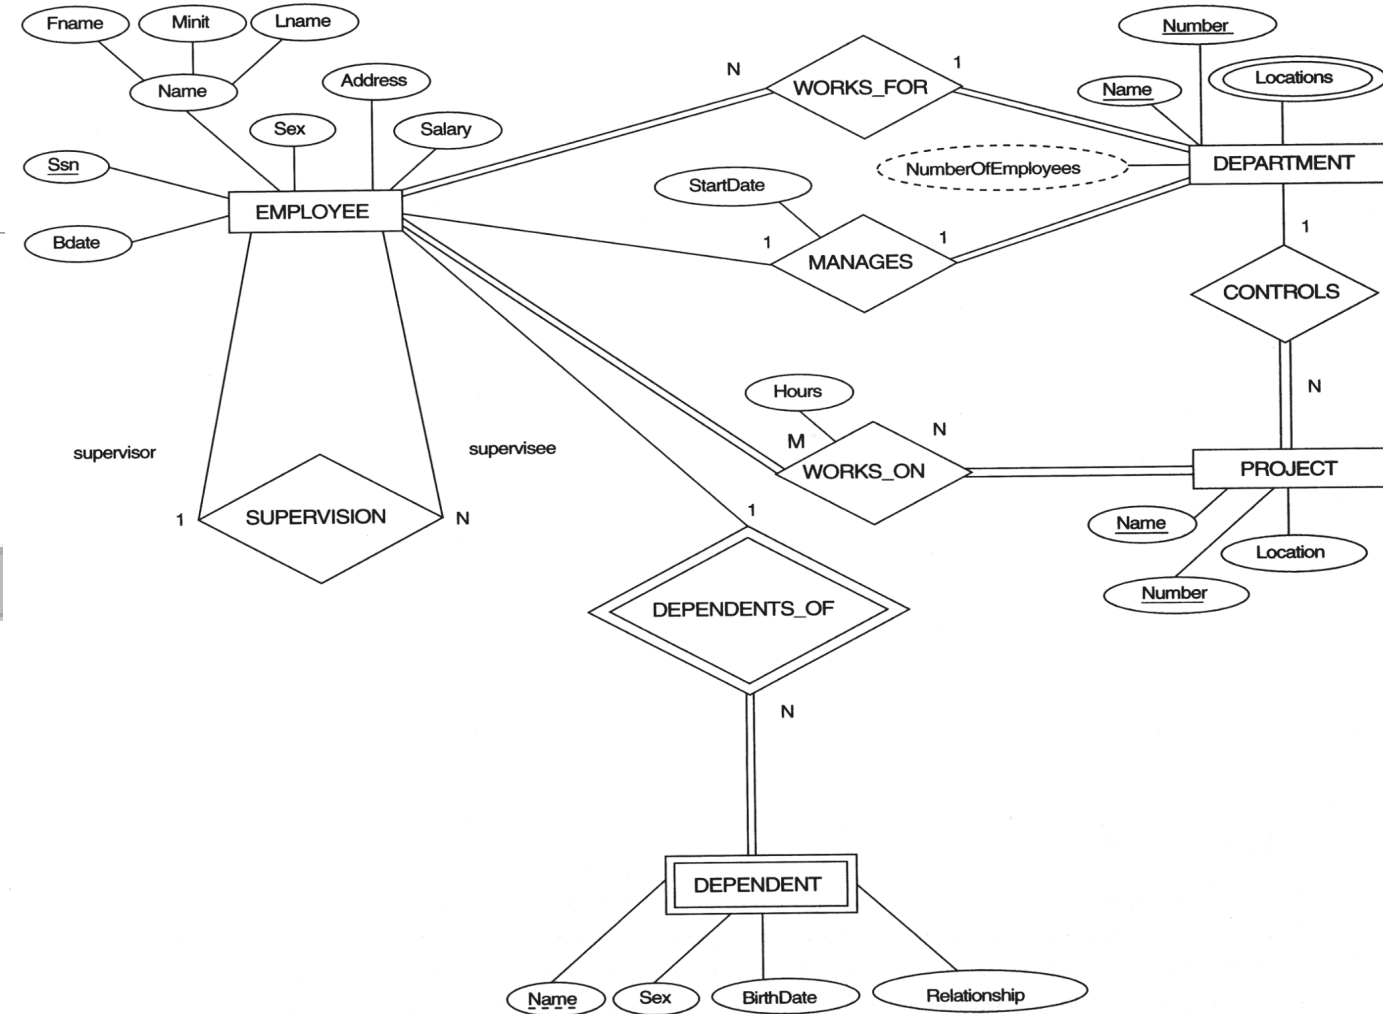 Fname
Minit
Lname
Name
Address
Sex
Salary
Ssn
Bdate
EMPLOYEE
N
WORKS_FOR
1
Number
Locations
Name
NumberOfEmployees
DEPARTMENT
StartDate
1
MANAGES
1
1
CONTROLS
N
Hours
M
WORKS_ON
N
PROJECT
Name
Location
Number
supervisor
supervisee
1
SUPERVISION
N
1
DEPENDENTS_OF
N
DEPENDENT
Name
Sex
BirthDate
Relationship